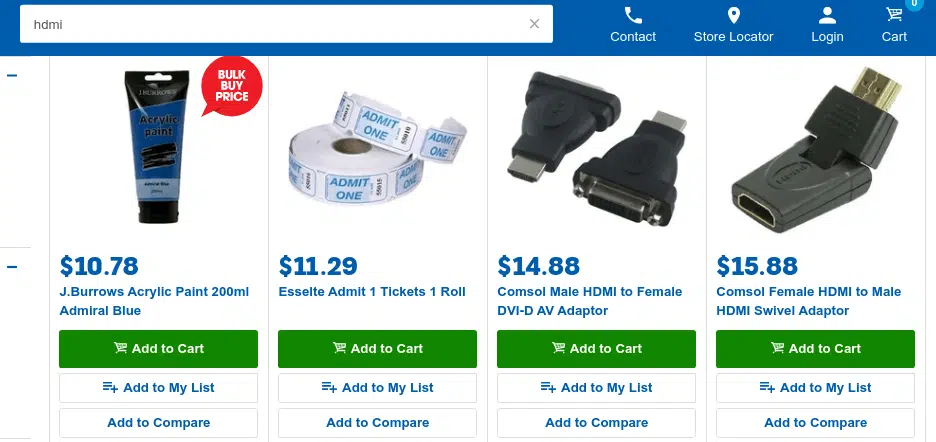 hdmi
0
Contact
Store Locator
Login
Cart
BULK
BUY
PRICE
J.BURROWS
Acrylic
paint
Admiral Blue
ADMIT
ONE
55010
ADMIT
ONE
ADMIT
ONE
55015
$10.78
J.Burrows Acrylic Paint 200ml
Admiral Blue
Add to Cart
Add to My List
Add to Compare
$11.29
Esselte Admit 1 Tickets 1 Roll
Add to Cart
Add to My List
Add to Compare
$14.88
Comsol Male HDMI to Female
DVI-D AV Adaptor
Add to Cart
Add to My List
Add to Compare
$15.88
Comsol Female HDMI to Male
HDMI Swivel Adaptor
Add to Cart
Add to My List
Add to Compare